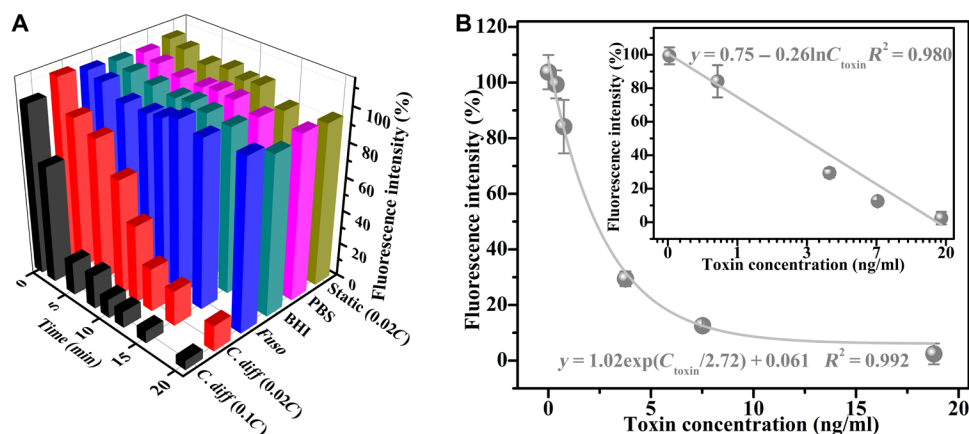 A
Fluorescence intensity (%)
100
80
60
40
20
0
0
5
10
15
20
Time (min)
C. diff (0.1C)
C. diff (0.02C)
Fuso
BHI
PBS
Static (0.02C)
B
Fluorescence intensity (%)
120
100
80
60
40
20
0
0
5
10
15
20
Toxin concentration (ng/ml)
y = 1.02exp(Ctoxin/2.72) + 0.061 R² = 0.992
Fluorescence intensity (%)
100
80
60
40
20
0
0
1
3
7
20
Toxin concentration (ng/ml)
y = 0.75 – 0.26lnCtoxin R² = 0.980